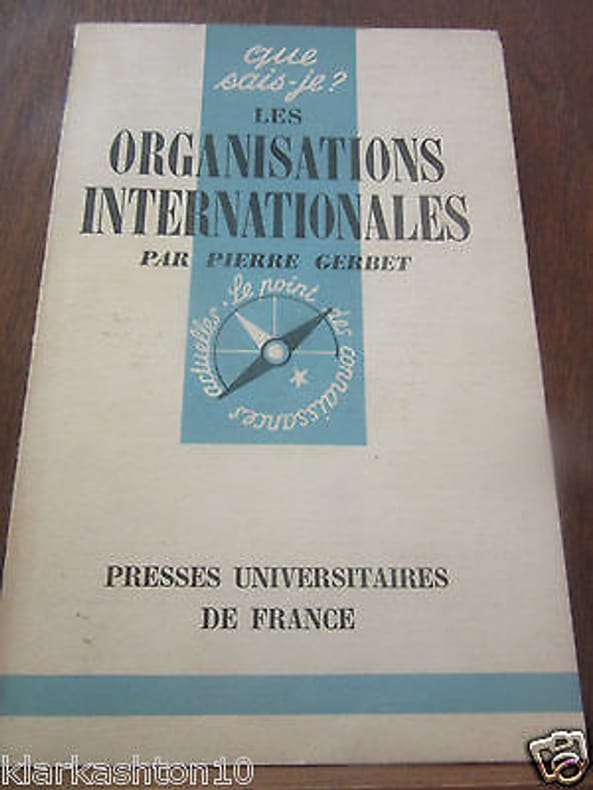 que
sais-je?
LES
ORGANISATIONS
INTERNATIONALES
PAR PIERRE GERBET
Le point des connaissances actuelles
PRESSES UNIVERSITAIRES
DE FRANCE
klarkashton10